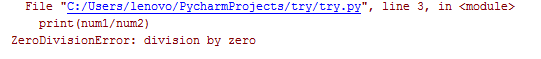 File "C:/Users/lenovo/PycharmProjects/try/try.py", line 3, in <module>
print(num1/num2)
ZeroDivisionError: division by zero